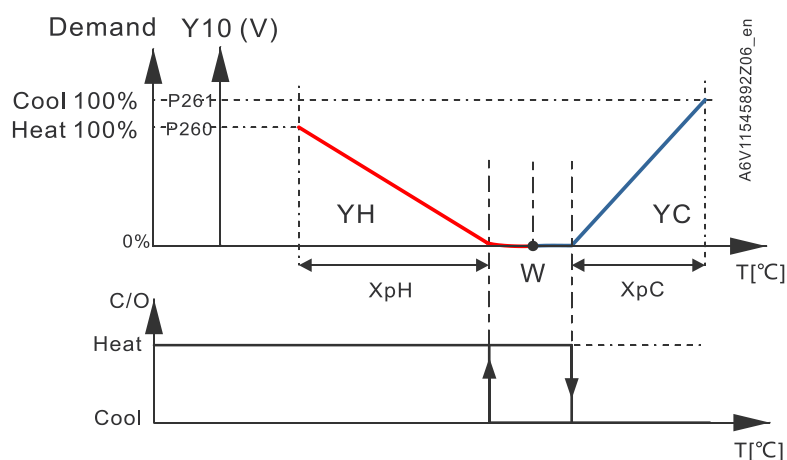 Demand Y10 (V)
Cool 100% P261
Heat 100% P260
YH YC
0%
W
T[°C]
XpH XpC
C/O
Heat
Cool
T[°C]
A6V11545892Z06_en